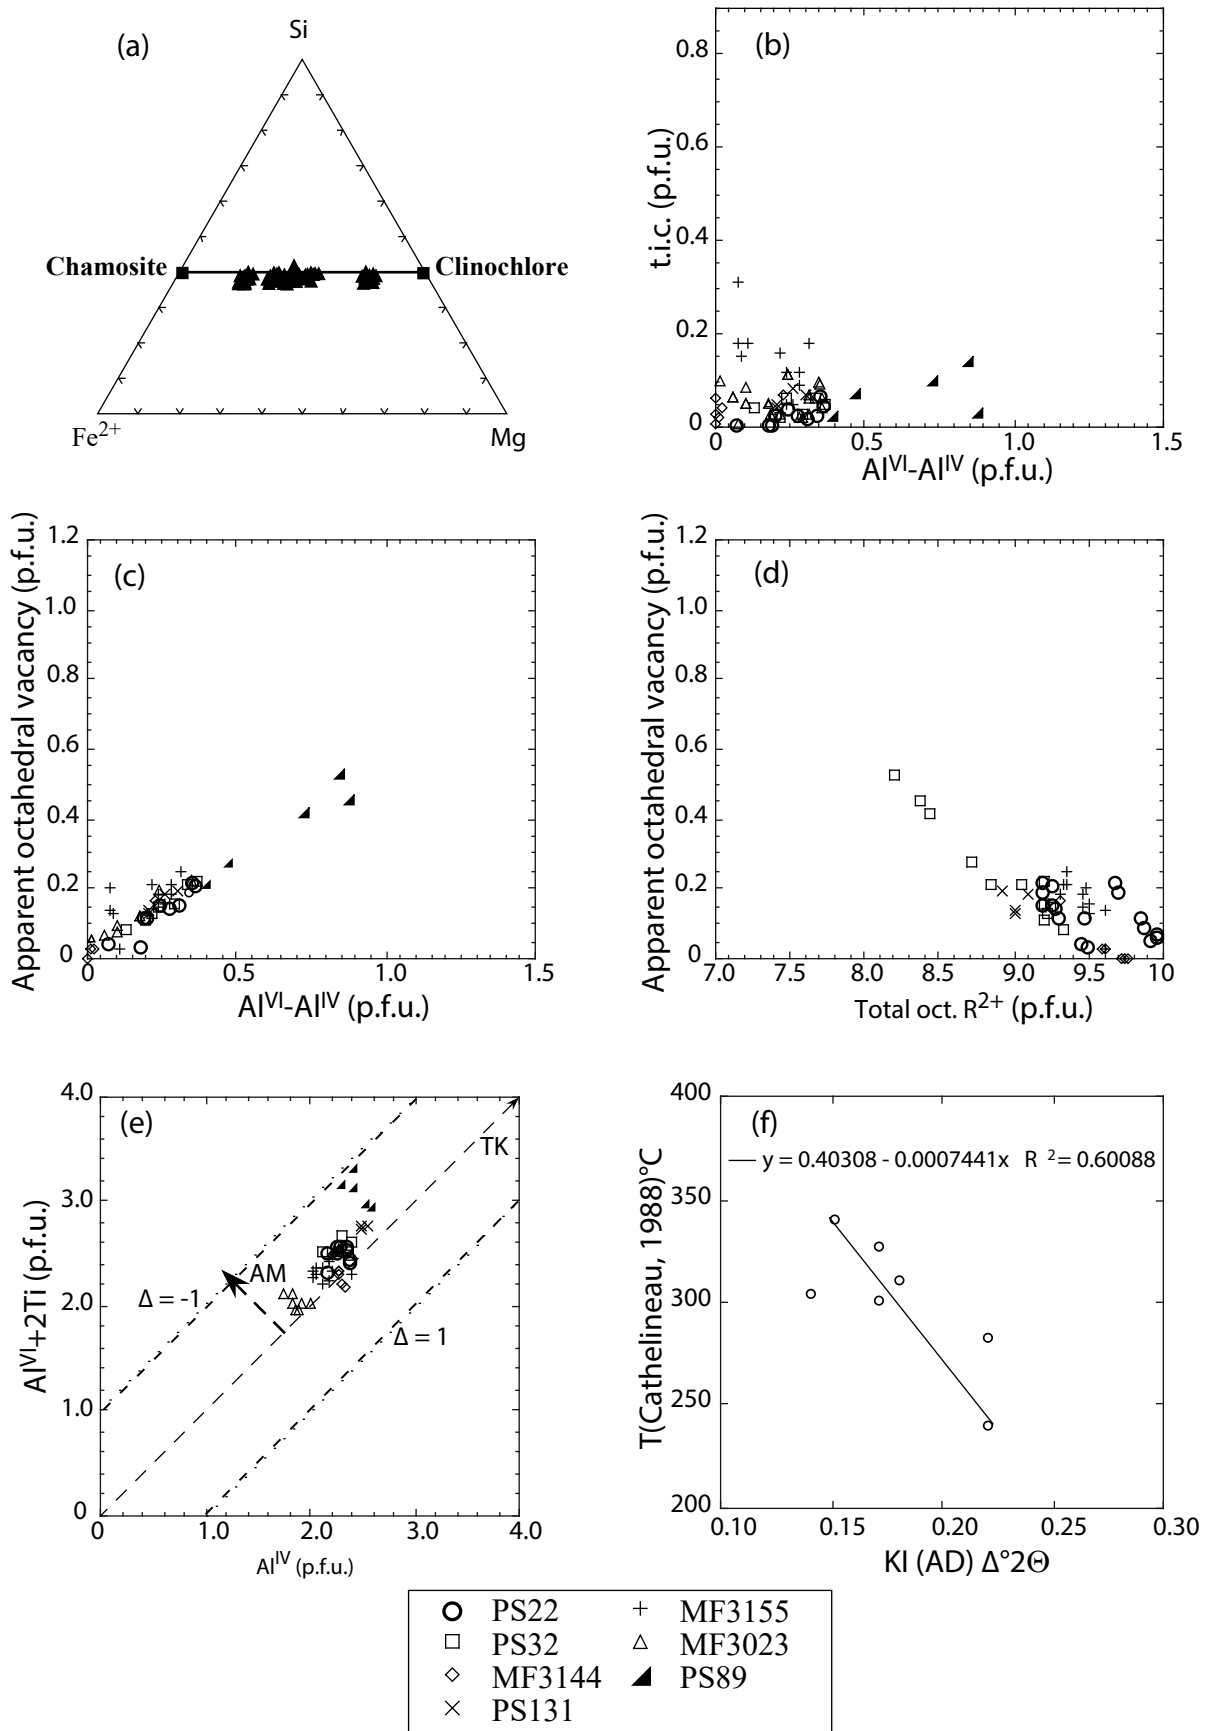 (a)
Si
Chamosite
Clinochlore
Fe2+
Mg
(b)
t.i.c. (p.f.u.)
0.8
0.6
0.4
0.2
0
0
0.5
1.0
1.5
AlVI-AlIV (p.f.u.)
(c)
Apparent octahedral vacancy (p.f.u.)
1.2
1.0
0.8
0.6
0.4
0.2
0
0
0.5
1.0
1.5
AlVI-AlIV (p.f.u.)
(d)
Apparent octahedral vacancy (p.f.u.)
1.2
1.0
0.8
0.6
0.4
0.2
0
7.0
7.5
8.0
8.5
9.0
9.5
10
Total oct. R2+ (p.f.u.)
(e)
AlVI+2Ti (p.f.u.)
4.0
3.0
2.0
1.0
0
TK
AM
Δ = -1
Δ = 1
0
1.0
2.0
3.0
4.0
AlIV (p.f.u.)
(f)
T(Cathelineau, 1988)°C
400
350
300
250
200
y = 0.40308 - 0.0007441x R 2 = 0.60088
0.10
0.15
0.20
0.25
0.30
KI (AD) Δ°2Θ
PS22
MF3155
PS32
MF3023
MF3144
PS89
PS131